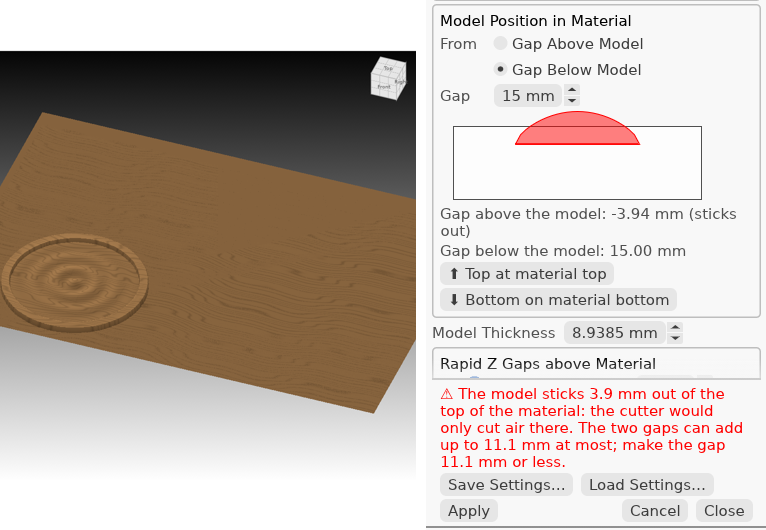 Top
Front
Right
Model Position in Material
From
Gap Above Model
Gap Below Model
Gap
15 mm
Gap above the model: -3.94 mm (sticks
out)
Gap below the model: 15.00 mm
⬆ Top at material top
⬇ Bottom on material bottom
Model Thickness
8.9385 mm
Rapid Z Gaps above Material
⚠ The model sticks 3.9 mm out of the
top of the material: the cutter would
only cut air there. The two gaps can add
up to 11.1 mm at most; make the gap
11.1 mm or less.
Save Settings...
Load Settings...
Apply
Cancel
Close